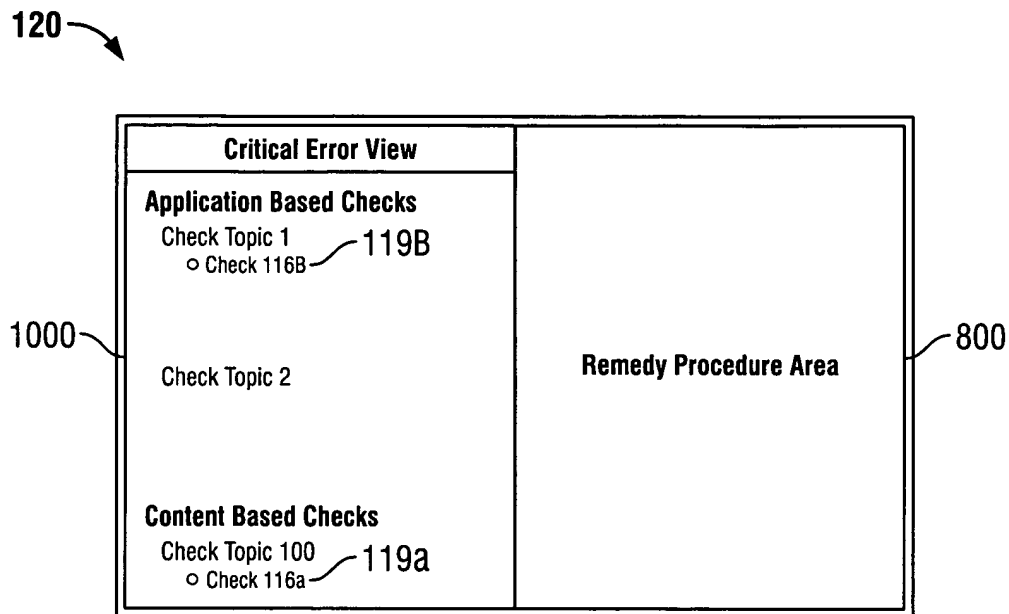 120
Critical Error View
Application Based Checks
Check Topic 1
119B
Check 116B
1000
800
Check Topic 2
Remedy Procedure Area
Content Based Checks
Check Topic 100
119a
Check 116a